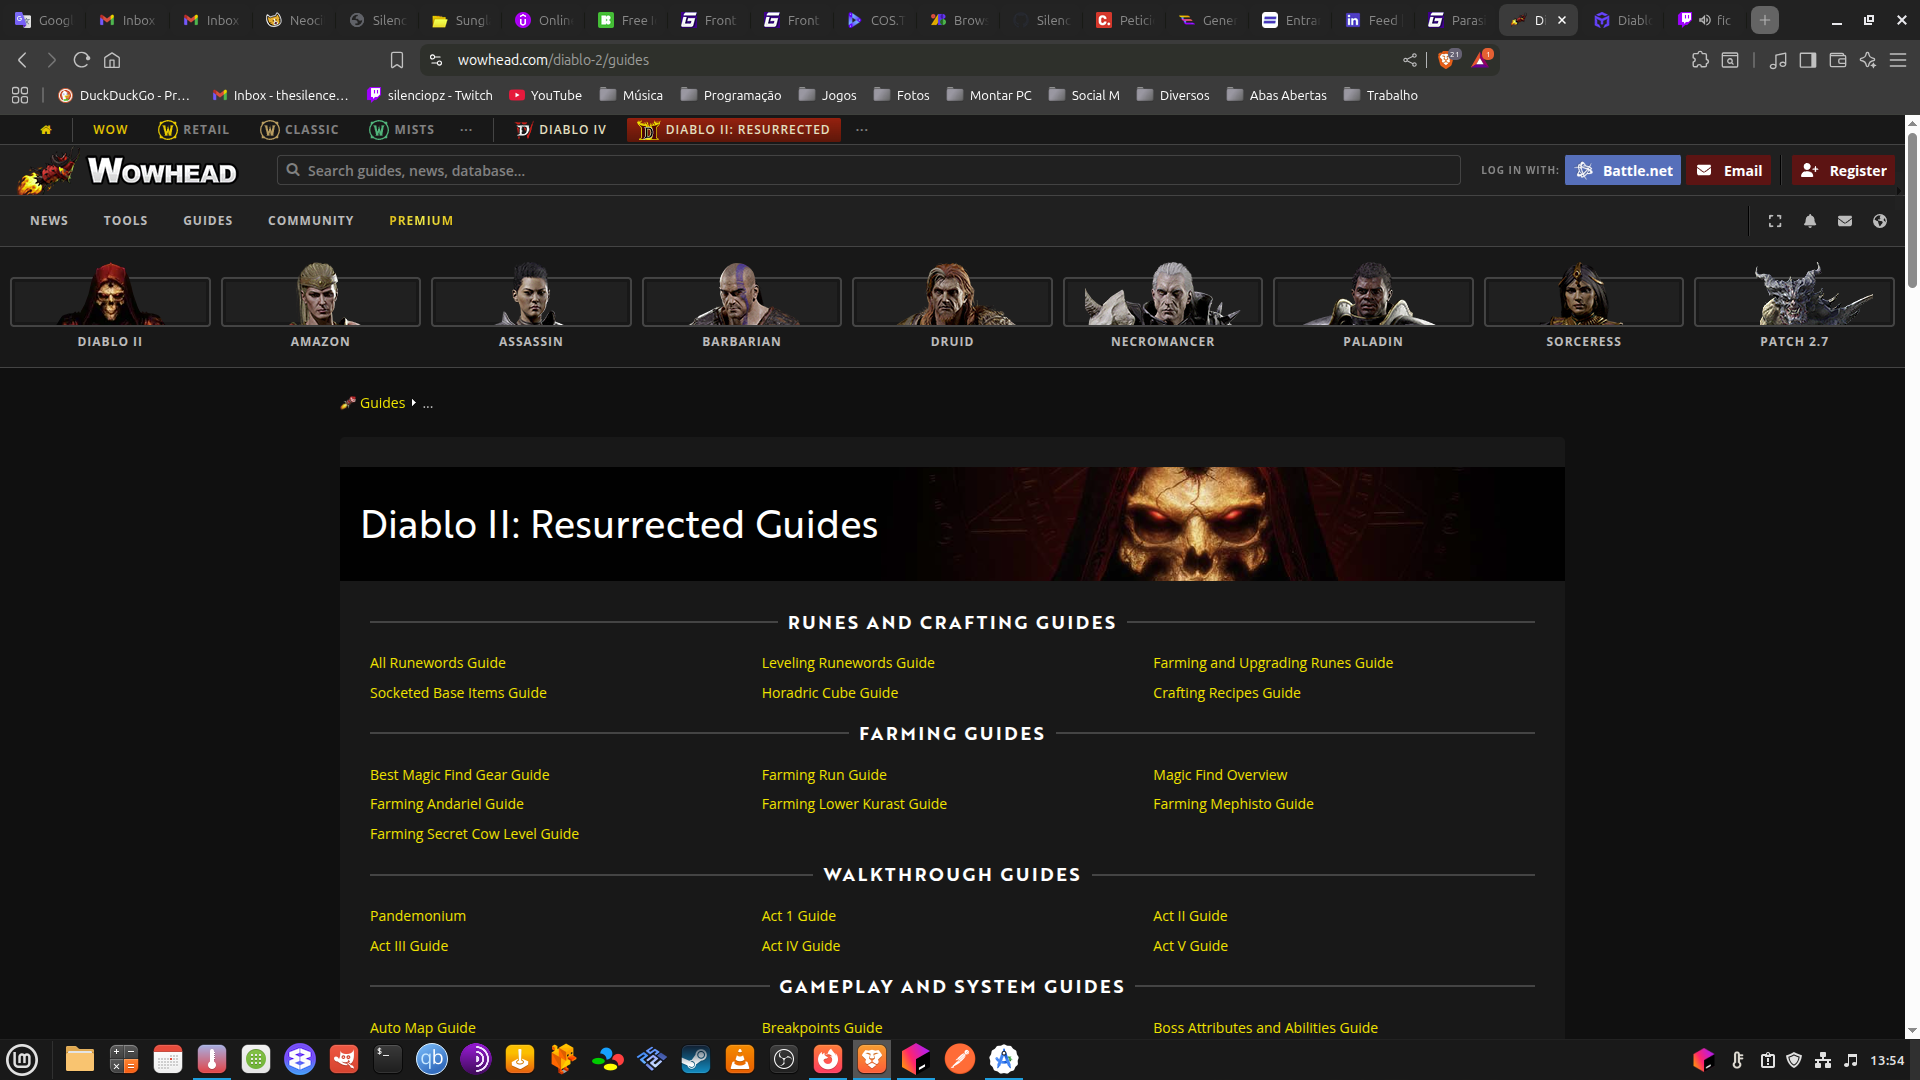 Googl
Inbox
Inbox
Neoci
Silenc
Sungl
Onlin
Free I
Front
Front
COS.T
Brows
Silenc
Petici
Gener
Entra
Feed
Paras
D
Diablo
fic
wowhead.com/diablo-2/guides
21
1
DuckDuckGo - Pr...
Inbox - thesilence...
silenciopz - Twitch
YouTube
Música
Programação
Jogos
Fotos
Montar PC
Social M
Diversos
Abas Abertas
Trabalho
WOW
RETAIL
CLASSIC
MISTS
...
DIABLO IV
DIABLO II: RESURRECTED
...
WOWHEAD
Search guides, news, database...
LOG IN WITH:
Battle.net
Email
Register
NEWS
TOOLS
GUIDES
COMMUNITY
PREMIUM
DIABLO II
AMAZON
ASSASSIN
BARBARIAN
DRUID
NECROMANCER
PALADIN
SORCERESS
PATCH 2.7
Guides
...
Diablo II: Resurrected Guides
RUNES AND CRAFTING GUIDES
All Runewords Guide
Leveling Runewords Guide
Farming and Upgrading Runes Guide
Socketed Base Items Guide
Horadric Cube Guide
Crafting Recipes Guide
FARMING GUIDES
Best Magic Find Gear Guide
Farming Run Guide
Magic Find Overview
Farming Andariel Guide
Farming Lower Kurast Guide
Farming Mephisto Guide
Farming Secret Cow Level Guide
WALKTHROUGH GUIDES
Pandemonium
Act 1 Guide
Act II Guide
Act III Guide
Act IV Guide
Act V Guide
GAMEPLAY AND SYSTEM GUIDES
Auto Map Guide
Breakpoints Guide
Boss Attributes and Abilities Guide
qb
13:54